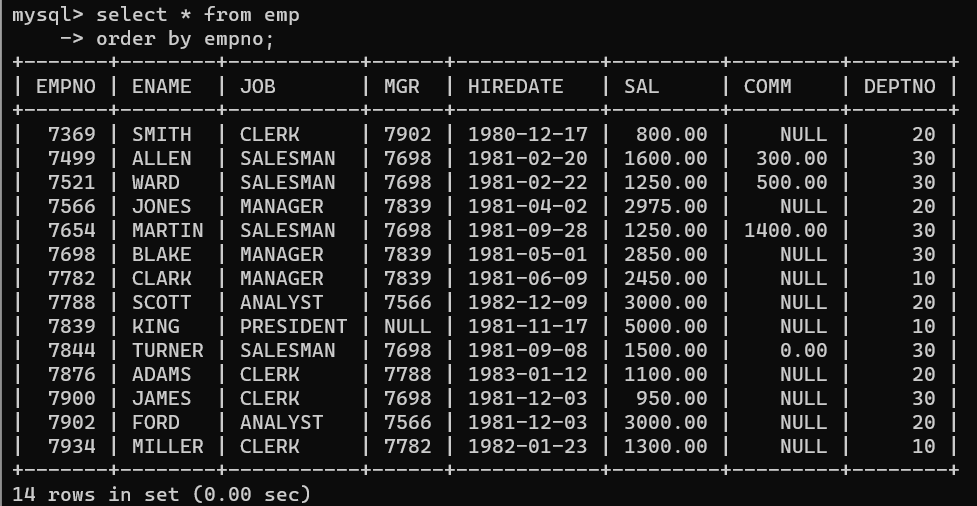 mysql> select * from emp
    -> order by empno;
+-------+--------+-----------+------+------------+---------+---------+--------+
| EMPNO | ENAME  | JOB       | MGR  | HIREDATE   | SAL     | COMM    | DEPTNO |
+-------+--------+-----------+------+------------+---------+---------+--------+
|  7369 | SMITH  | CLERK     | 7902 | 1980-12-17 |  800.00 |    NULL |     20 |
|  7499 | ALLEN  | SALESMAN  | 7698 | 1981-02-20 | 1600.00 |  300.00 |     30 |
|  7521 | WARD   | SALESMAN  | 7698 | 1981-02-22 | 1250.00 |  500.00 |     30 |
|  7566 | JONES  | MANAGER   | 7839 | 1981-04-02 | 2975.00 |    NULL |     20 |
|  7654 | MARTIN | SALESMAN  | 7698 | 1981-09-28 | 1250.00 | 1400.00 |     30 |
|  7698 | BLAKE  | MANAGER   | 7839 | 1981-05-01 | 2850.00 |    NULL |     30 |
|  7782 | CLARK  | MANAGER   | 7839 | 1981-06-09 | 2450.00 |    NULL |     10 |
|  7788 | SCOTT  | ANALYST   | 7566 | 1982-12-09 | 3000.00 |    NULL |     20 |
|  7839 | KING   | PRESIDENT | NULL | 1981-11-17 | 5000.00 |    NULL |     10 |
|  7844 | TURNER | SALESMAN  | 7698 | 1981-09-08 | 1500.00 |    0.00 |     30 |
|  7876 | ADAMS  | CLERK     | 7788 | 1983-01-12 | 1100.00 |    NULL |     20 |
|  7900 | JAMES  | CLERK     | 7698 | 1981-12-03 |  950.00 |    NULL |     30 |
|  7902 | FORD   | ANALYST   | 7566 | 1981-12-03 | 3000.00 |    NULL |     20 |
|  7934 | MILLER | CLERK     | 7782 | 1982-01-23 | 1300.00 |    NULL |     10 |
+-------+--------+-----------+------+------------+---------+---------+--------+
14 rows in set (0.00 sec)